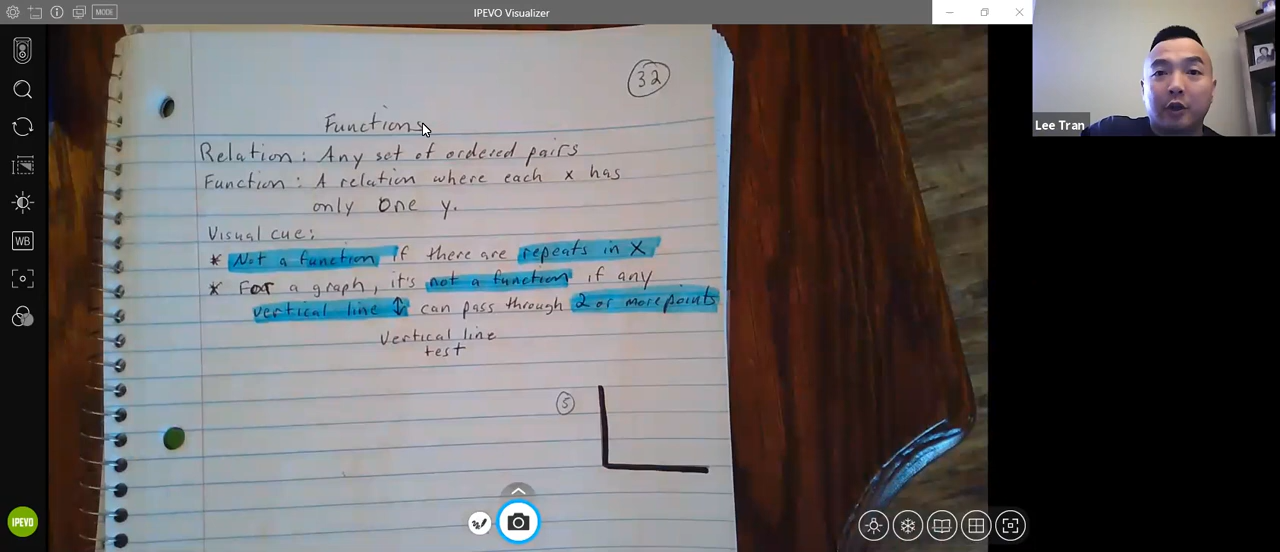 MODE
IPEVO Visualizer
Lee Tran
WB
IPEVO
32
Functions
Relation: Any set of ordered pairs
Function: A relation where each x has
only one y.
Visual cue:
* Not a function if there are repeats in X
* For a graph, it's not a function if any
vertical line ↕ can pass through 2 or more points
Vertical line
test
5